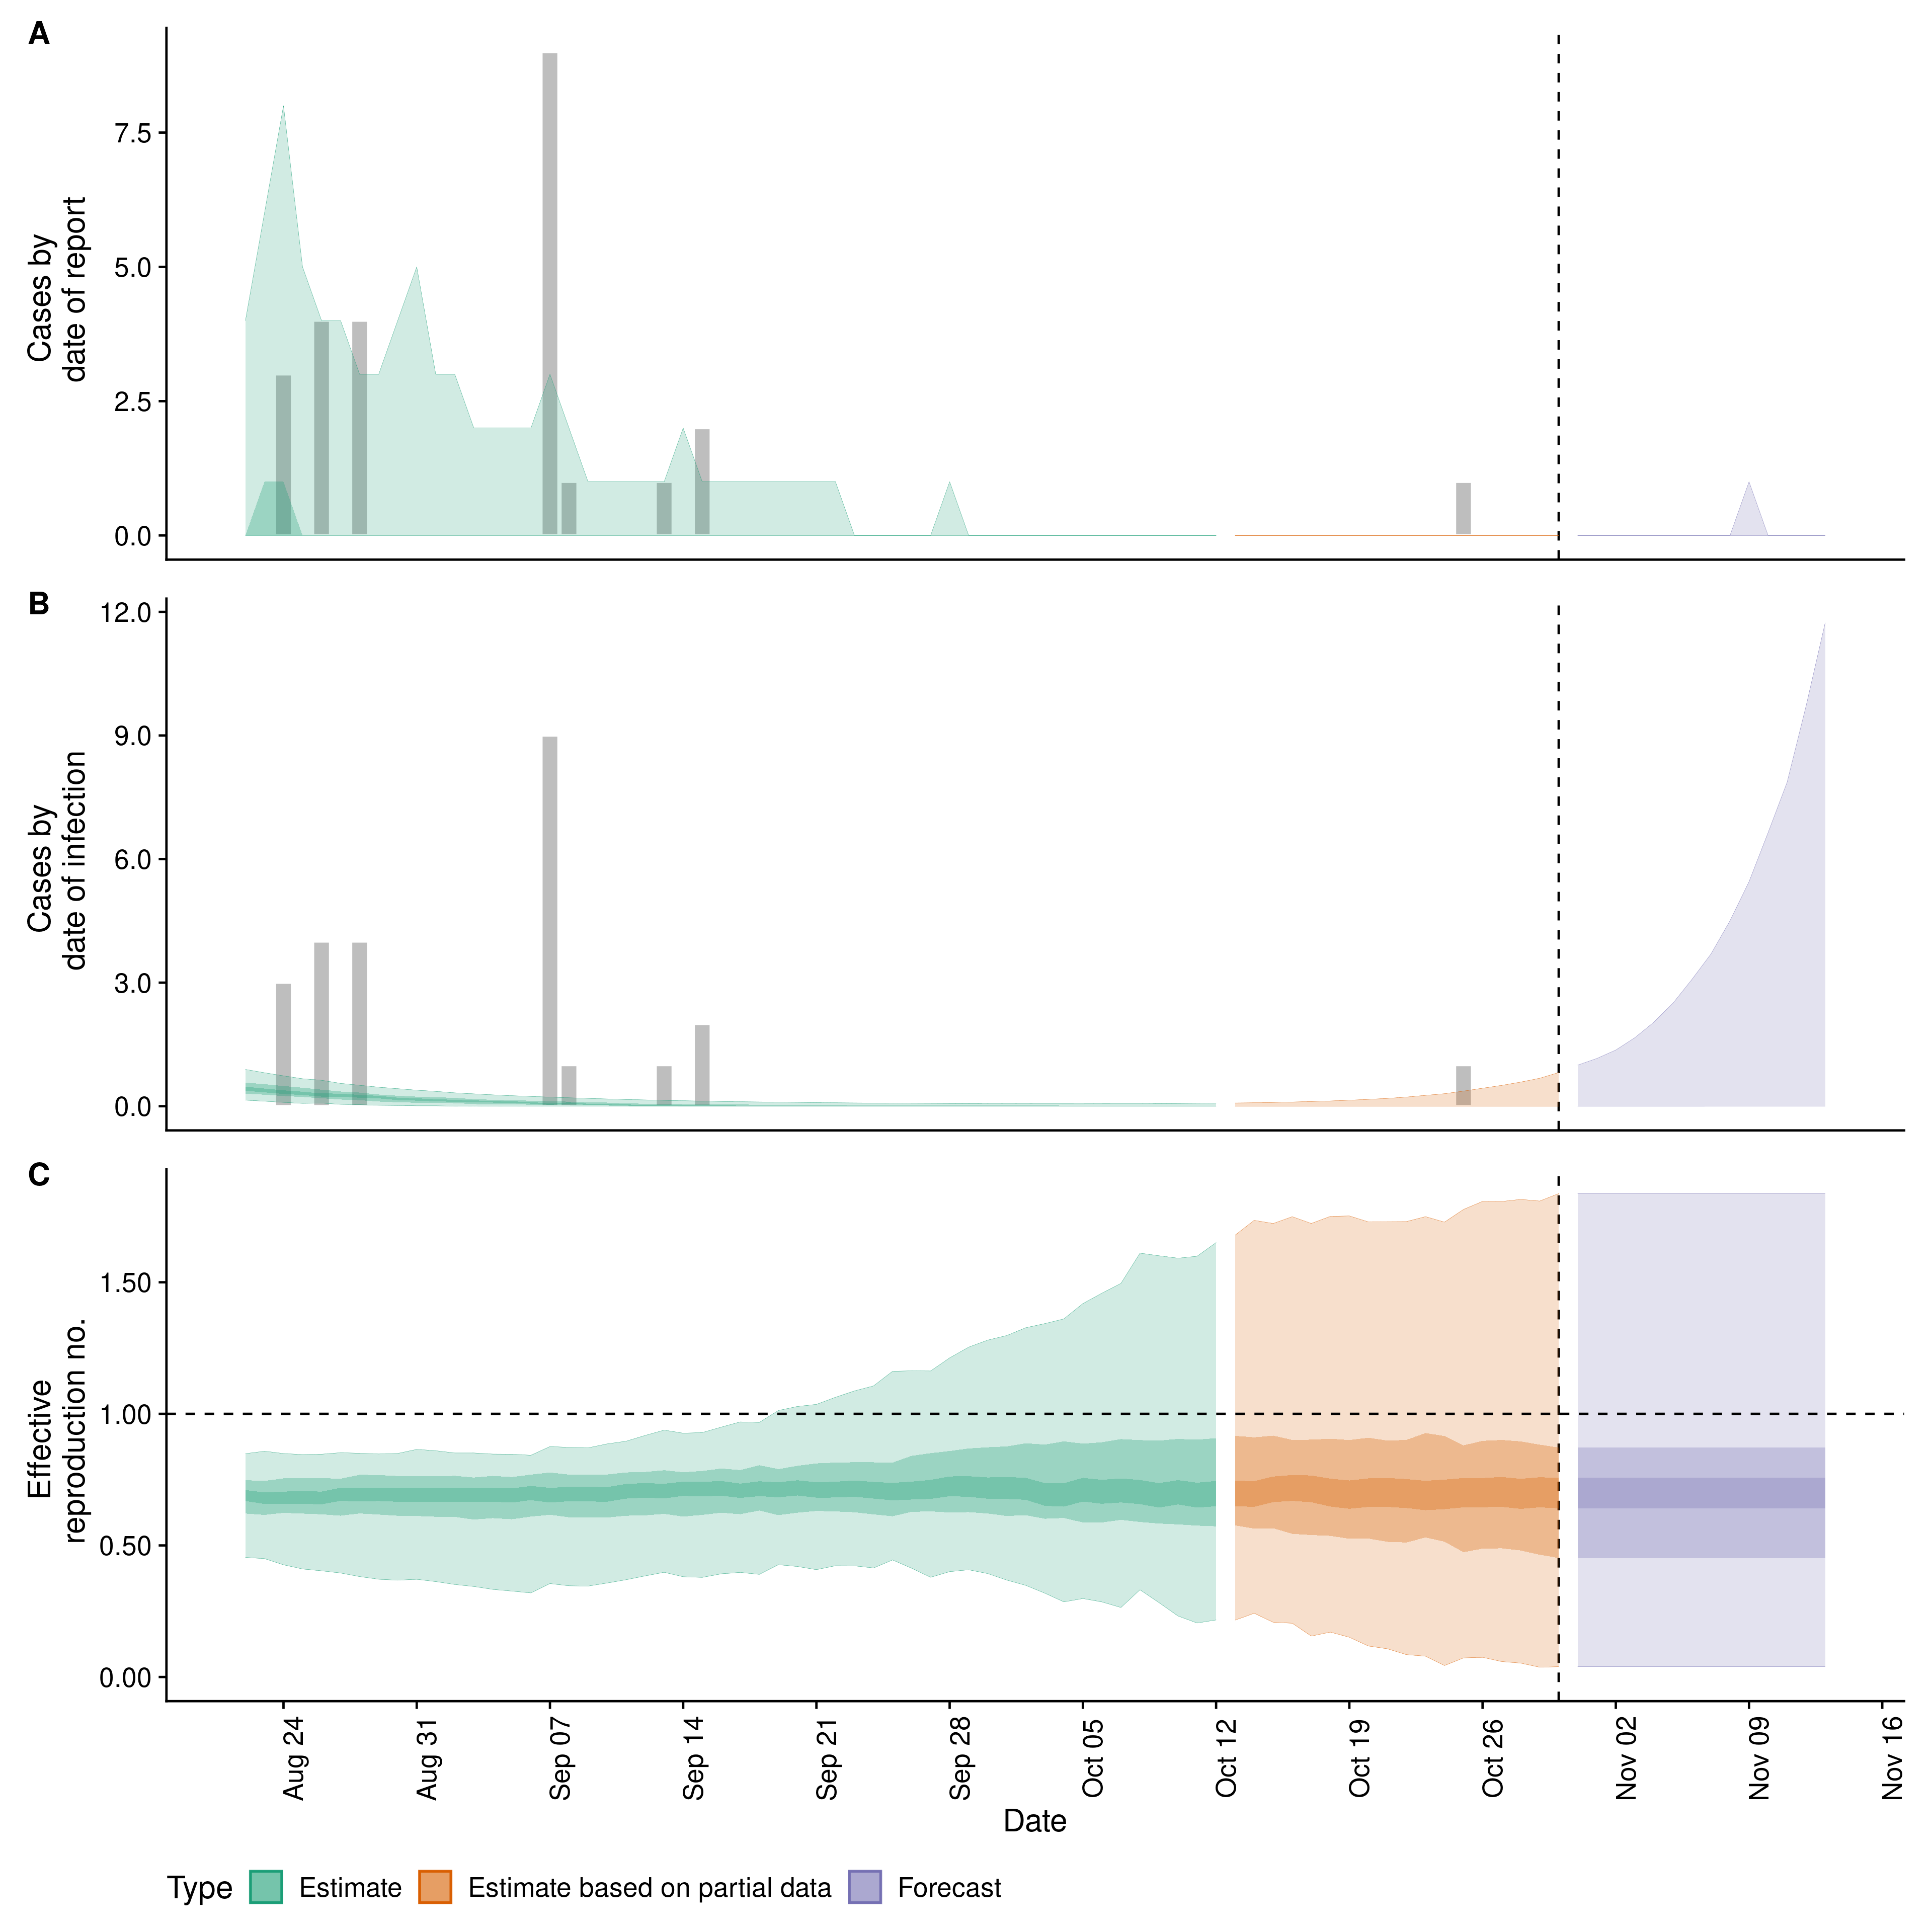 A
Cases by
date of report
7.5
5.0
2.5
0.0
B
Cases by
date of infection
12.0
9.0
6.0
3.0
0.0
C
Effective
reproduction no.
1.50
1.00
0.50
0.00
Aug 24
Aug 31
Sep 07
Sep 14
Sep 21
Sep 28
Oct 05
Oct 12
Oct 19
Oct 26
Nov 02
Nov 09
Nov 16
Date
Type Estimate Estimate based on partial data Forecast